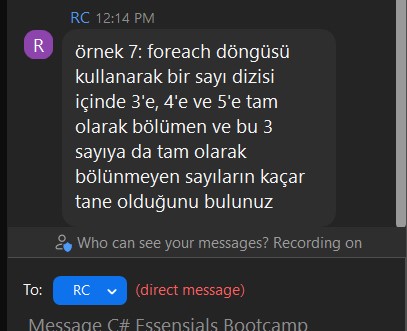 RC 12:14 PM
R
örnek 7: foreach döngüsü
kullanarak bir sayı dizisi
içinde 3'e, 4'e ve 5'e tam
olarak bölümen ve bu 3
sayıya da tam olarak
bölünmeyen sayıların kaçar
tane olduğunu bulunuz
Who can see your messages? Recording on
To: RC (direct message)
Message C# Essensials Bootcamp